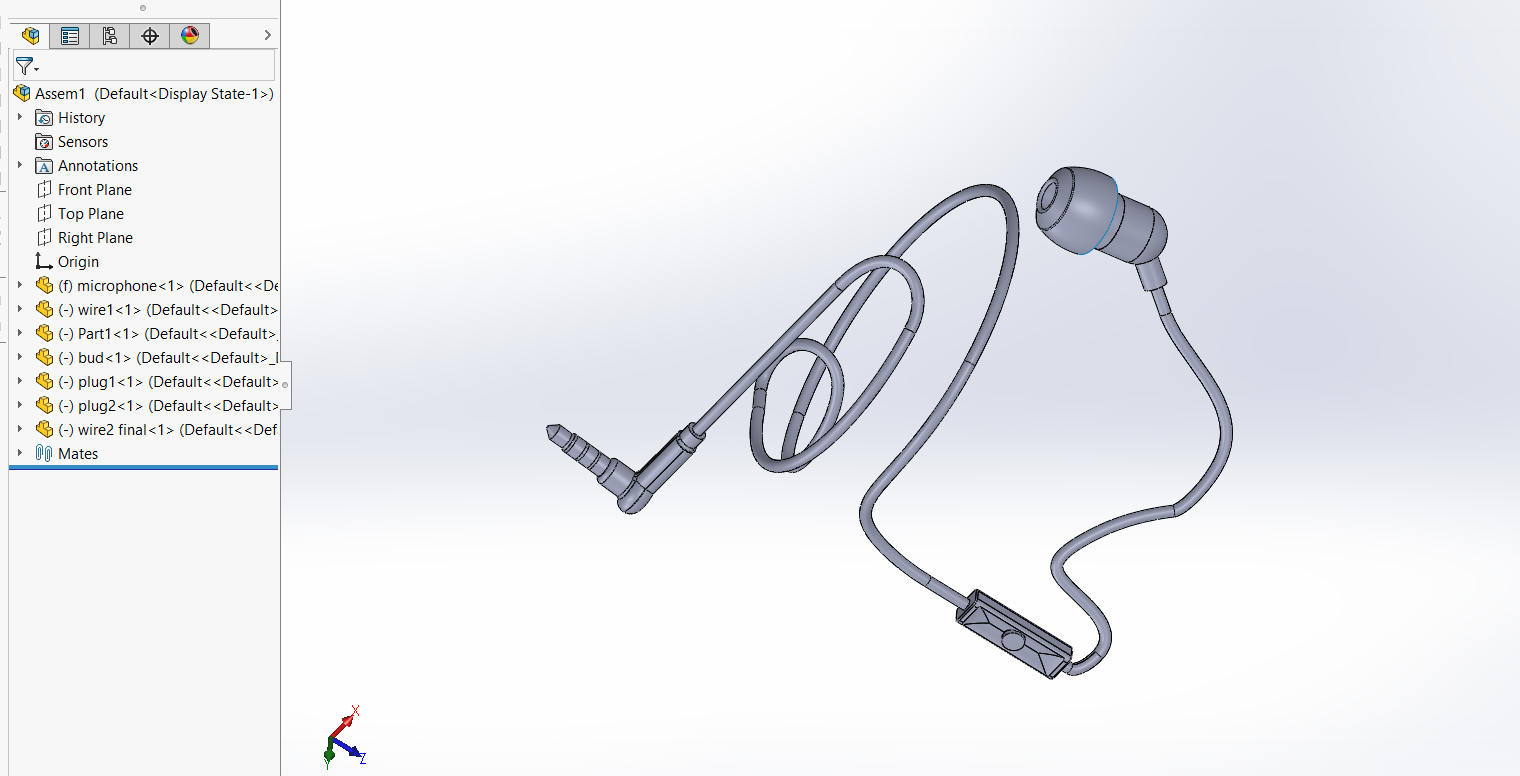 Assem1 (Default<Display State-1>)
History
Sensors
A Annotations
Front Plane
Top Plane
Right Plane
Origin
(f) microphone<1> (Default<<De
(-) wire1<1> (Default<<Default>
(-) Part1<1> (Default<<Default>_
(-) bud<1> (Default<<Default>_
(-) plug1<1> (Default<<Default>
(-) plug2<1> (Default<<Default>
(-) wire2 final<1> (Default<<Def
Mates
X
Z
Y